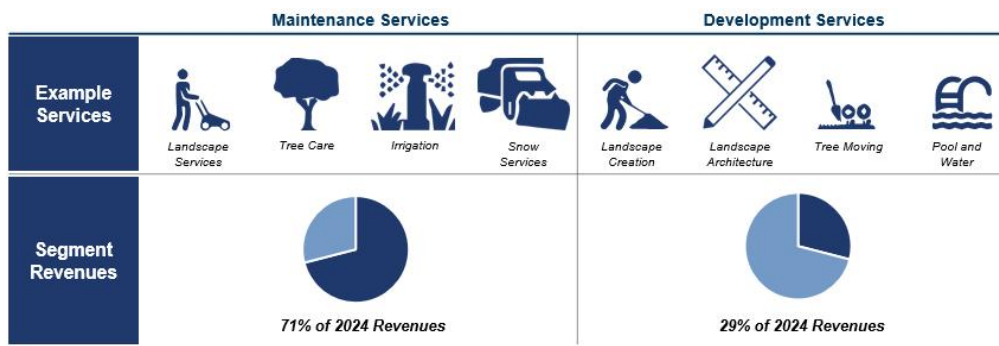 Maintenance Services
Development Services
Example
Services
Landscape
Services
Tree Care
Irrigation
Snow
Services
Landscape
Creation
Landscape
Architecture
Tree Moving
Pool and
Water
Segment
Revenues
71% of 2024 Revenues
29% of 2024 Revenues